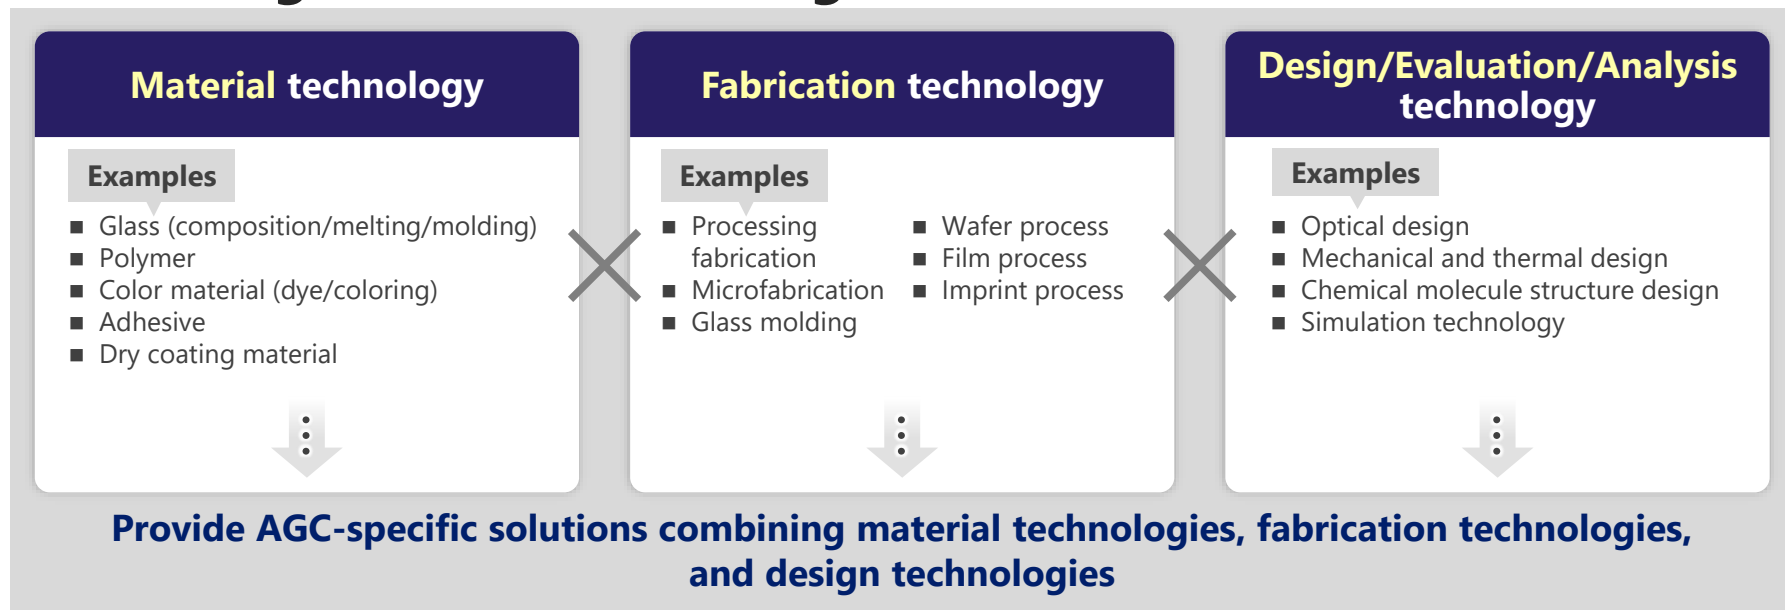 Material technology
Examples
■ Glass (composition/melting/molding)
■ Polymer
■ Color material (dye/coloring)
■ Adhesive
■ Dry coating material
Fabrication technology
Examples
■ Processing
fabrication
■ Microfabrication
■ Glass molding
■ Wafer process
■ Film process
■ Imprint process
Design/Evaluation/Analysis
technology
Examples
■ Optical design
■ Mechanical and thermal design
■ Chemical molecule structure design
■ Simulation technology
Provide AGC-specific solutions combining material technologies, fabrication technologies,
and design technologies